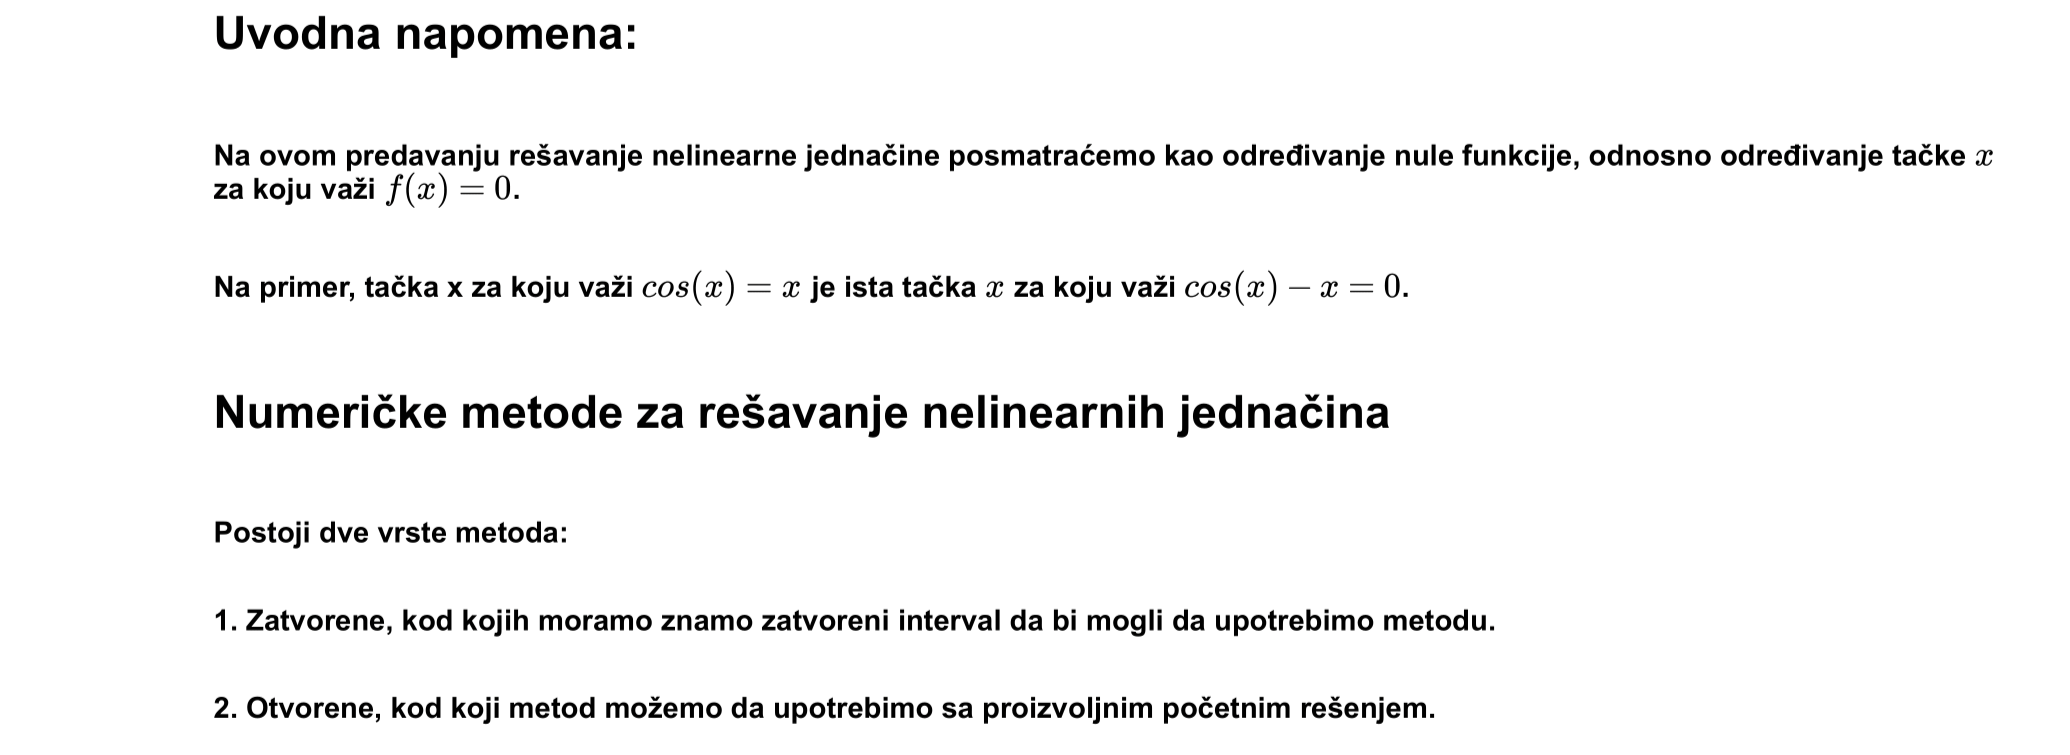 Uvodna napomena:
Na ovom predavanju rešavanje nelinearne jednačine posmatraćemo kao određivanje nule funkcije, odnosno određivanje tačke x
za koju važi f(x) = 0.
Na primer, tačka x za koju važi cos(x) = x je ista tačka x za koju važi cos(x) − x = 0.
Numeričke metode za rešavanje nelinearnih jednačina
Postoji dve vrste metoda:
1. Zatvorene, kod kojih moramo znamo zatvoreni interval da bi mogli da upotrebimo metodu.
2. Otvorene, kod koji metod možemo da upotrebimo sa proizvoljnim početnim rešenjem.